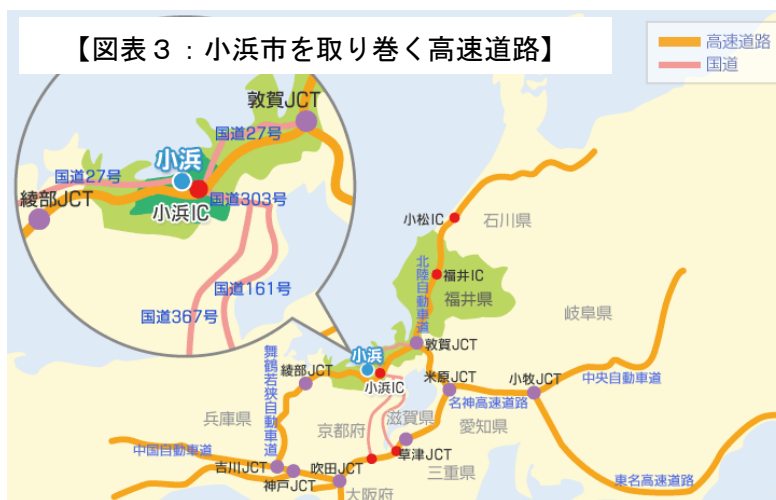 【図表３：小浜市を取り巻く高速道路】
高速道路
国道
敦賀JCT
国道27号
小浜
国道27号
綾部JCT
小浜IC
国道303号
国道161号
国道367号
小松IC
石川県
北陸自動車道
福井IC
福井県
岐阜県
敦賀JCT
小浜
小浜IC
綾部JCT
舞鶴若狭自動車道
米原JCT
小牧JCT
中央自動車道
名神高速道路
兵庫県
京都府
滋賀県
愛知県
中国自動車道
草津JCT
三重県
吉川JCT
神戸JCT
吹田JCT
大阪府
東名高速道路